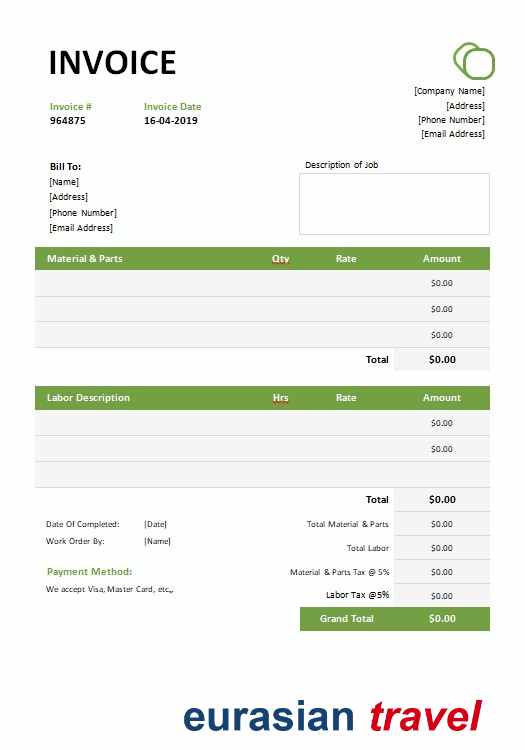 INVOICE
[Company Name]
Invoice # Invoice Date [Address]
964875 16-04-2019 [Phone Number]
[Email Address]
Bill To: Description of Job
[Name]
[Address]
[Phone Number]
[Email Address]
Material & Parts Qty Rate Amount
$0.00
$0.00
$0.00
Total $0.00
Labor Description Hrs Rate Amount
$0.00
$0.00
Total $0.00
Date Of Completed: [Date] Total Material & Parts $0.00
Work Order By: [Name] Total Labor $0.00
Payment Method: Material & Parts Tax @ 5% $0.00
We accept Visa, Master Card, etc,, Labor Tax @5% $0.00
Grand Total $0.00
eurasian travel